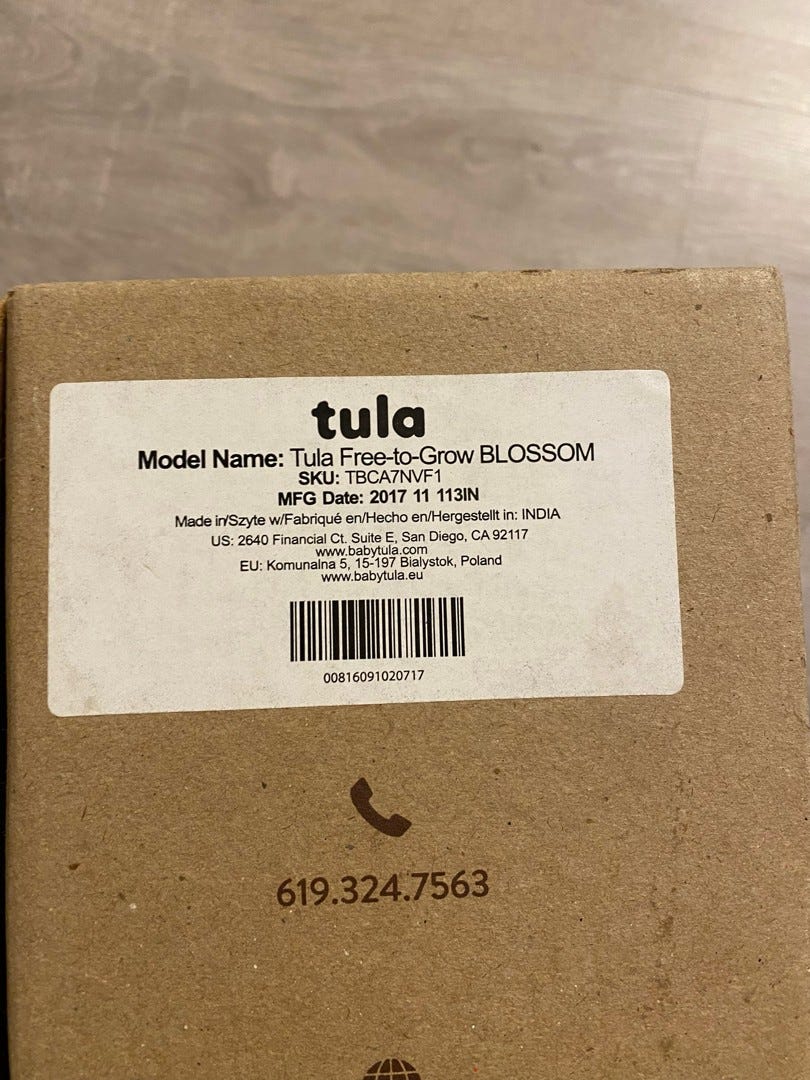 tula
Model Name: Tula Free-to-Grow BLOSSOM
SKU: TBCA7NVF1
MFG Date: 2017 11 113IN
Made in/Szyte w/Fabriqué en/Hecho en/Hergestellt in: INDIA
US: 2640 Financial Ct. Suite E, San Diego, CA 92117
www.babytula.com
EU: Komunalna 5, 15-197 Bialystok, Poland
www.babytula.eu
00816091020717
619.324.7563